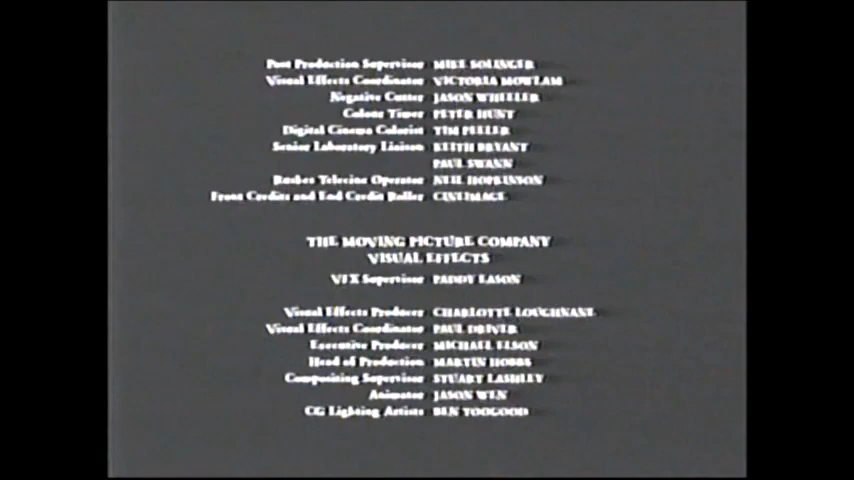 Post Production Supervisor MIKE SOLINGER
Visual Effects Coordinator VICTORIA MOWLAM
Negative Cutter JASON WHEELER
Colour Timer PETER HUNT
Digital Cinema Colorist TIM PEELER
Senior Laboratory Liaison KEITH BRYANT
PAUL SWANN
Rushes Telecine Operator NEIL HOPKINSON
Front Credits and End Credit Roller CINEIMAGE
THE MOVING PICTURE COMPANY
VISUAL EFFECTS
VFX Supervisor PADDY EASON
Visual Effects Producer CHARLOTTE LOUGHNANE
Visual Effects Coordinator PAUL DRIVER
Executive Producer MICHAEL ELSON
Head of Production MARTIN HOBBS
Compositing Supervisor STUART LASHLEY
Animator JASON WEN
CG Lighting Artists BEN TOOGOOD